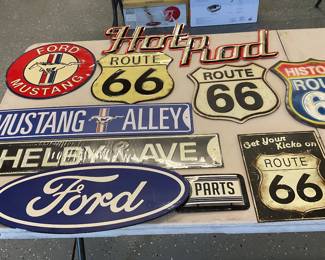 Hot Rod
FORD
MUSTANG
ROUTE
66
ROUTE
66
HISTO
ROU
6
MUSTANG ALLEY
SHELBY AVE.
Get Your
Kicks on
ROUTE
66
Ford
PARTS